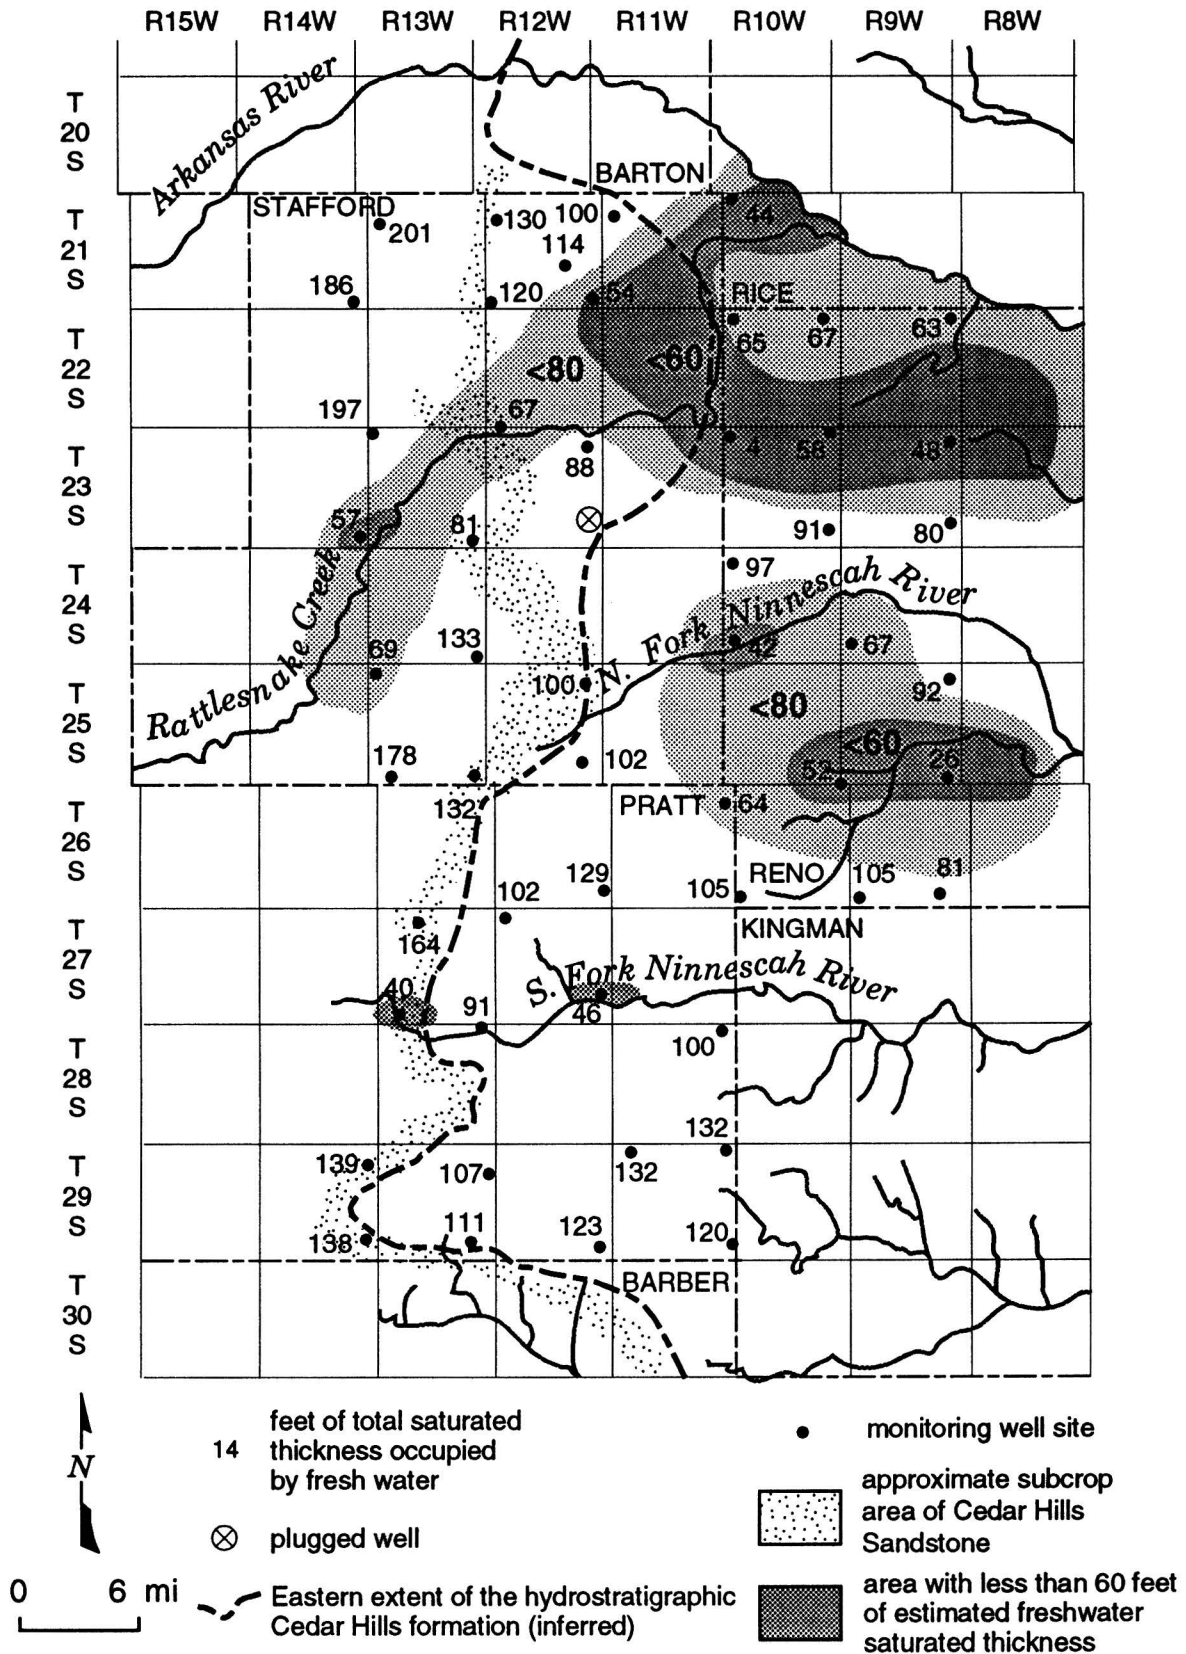 R15W R14W R13W R12W R11W R10W R9W R8W
T
20
S
Arkansas River
BARTON
STAFFORD
T
21
S
201
130
100
44
114
186
120
54
RICE
T
22
S
65
67
63
<80
<60
197
67
T
23
S
88
4
58
48
57
81
91
80
T
24
S
97
Rattlesnake Creek
N. Fork Ninnescah River
133
42
67
69
T
25
S
100
92
<80
<60
178
102
52
26
T
26
S
132
PRATT
64
129
RENO
102
105
105
81
T
27
S
164
KINGMAN
S. Fork Ninnescah River
40
91
46
T
28
S
100
132
T
29
S
139
107
132
138
111
123
120
T
30
S
BARBER
N
0 6 mi
14
feet of total saturated
thickness occupied
by fresh water
plugged well
Eastern extent of the hydrostratigraphic
Cedar Hills formation (inferred)
monitoring well site
approximate subcrop
area of Cedar Hills
Sandstone
area with less than 60 feet
of estimated freshwater
saturated thickness